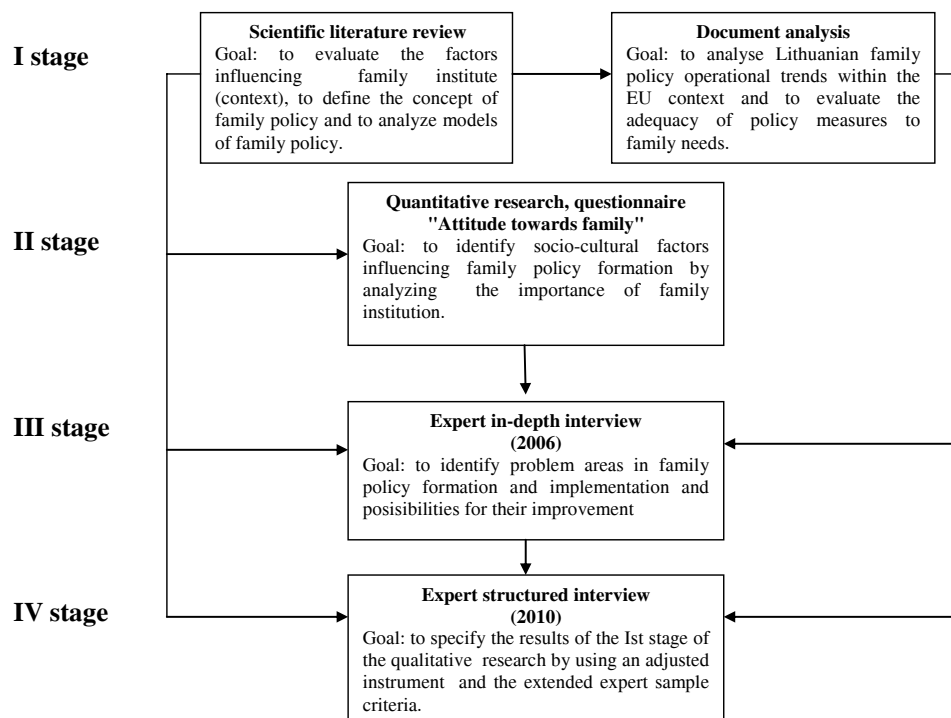 I stage
Scientific literature review
Goal: to evaluate the factors
influencing family institute
(context), to define the concept of
family policy and to analyze models
of family policy.
Document analysis
Goal: to analyse Lithuanian family
policy operational trends within the
EU context and to evaluate the
adequacy of policy measures to
family needs.
II stage
Quantitative research, questionnaire
"Attitude towards family"
Goal: to identify socio-cultural factors
influencing family policy formation by
analyzing the importance of family
institution.
III stage
Expert in-depth interview
(2006)
Goal: to identify problem areas in family
policy formation and implementation and
posisibilities for their improvement
IV stage
Expert structured interview
(2010)
Goal: to specify the results of the Ist stage of
the qualitative research by using an adjusted
instrument and the extended expert sample
criteria.